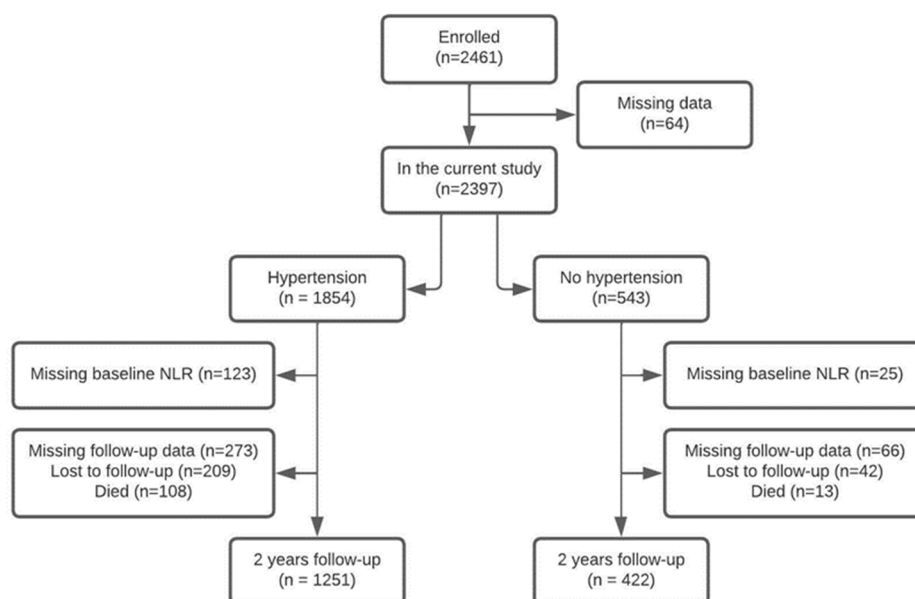 Enrolled
(n=2461)
Missing data
(n=64)
In the current study
(n=2397)
Hypertension
(n = 1854)
No hypertension
(n=543)
Missing baseline NLR (n=123)
Missing baseline NLR (n=25)
Missing follow-up data (n=273)
Lost to follow-up (n=209)
Died (n=108)
Missing follow-up data (n=66)
Lost to follow-up (n=42)
Died (n=13)
2 years follow-up
(n = 1251)
2 years follow-up
(n = 422)